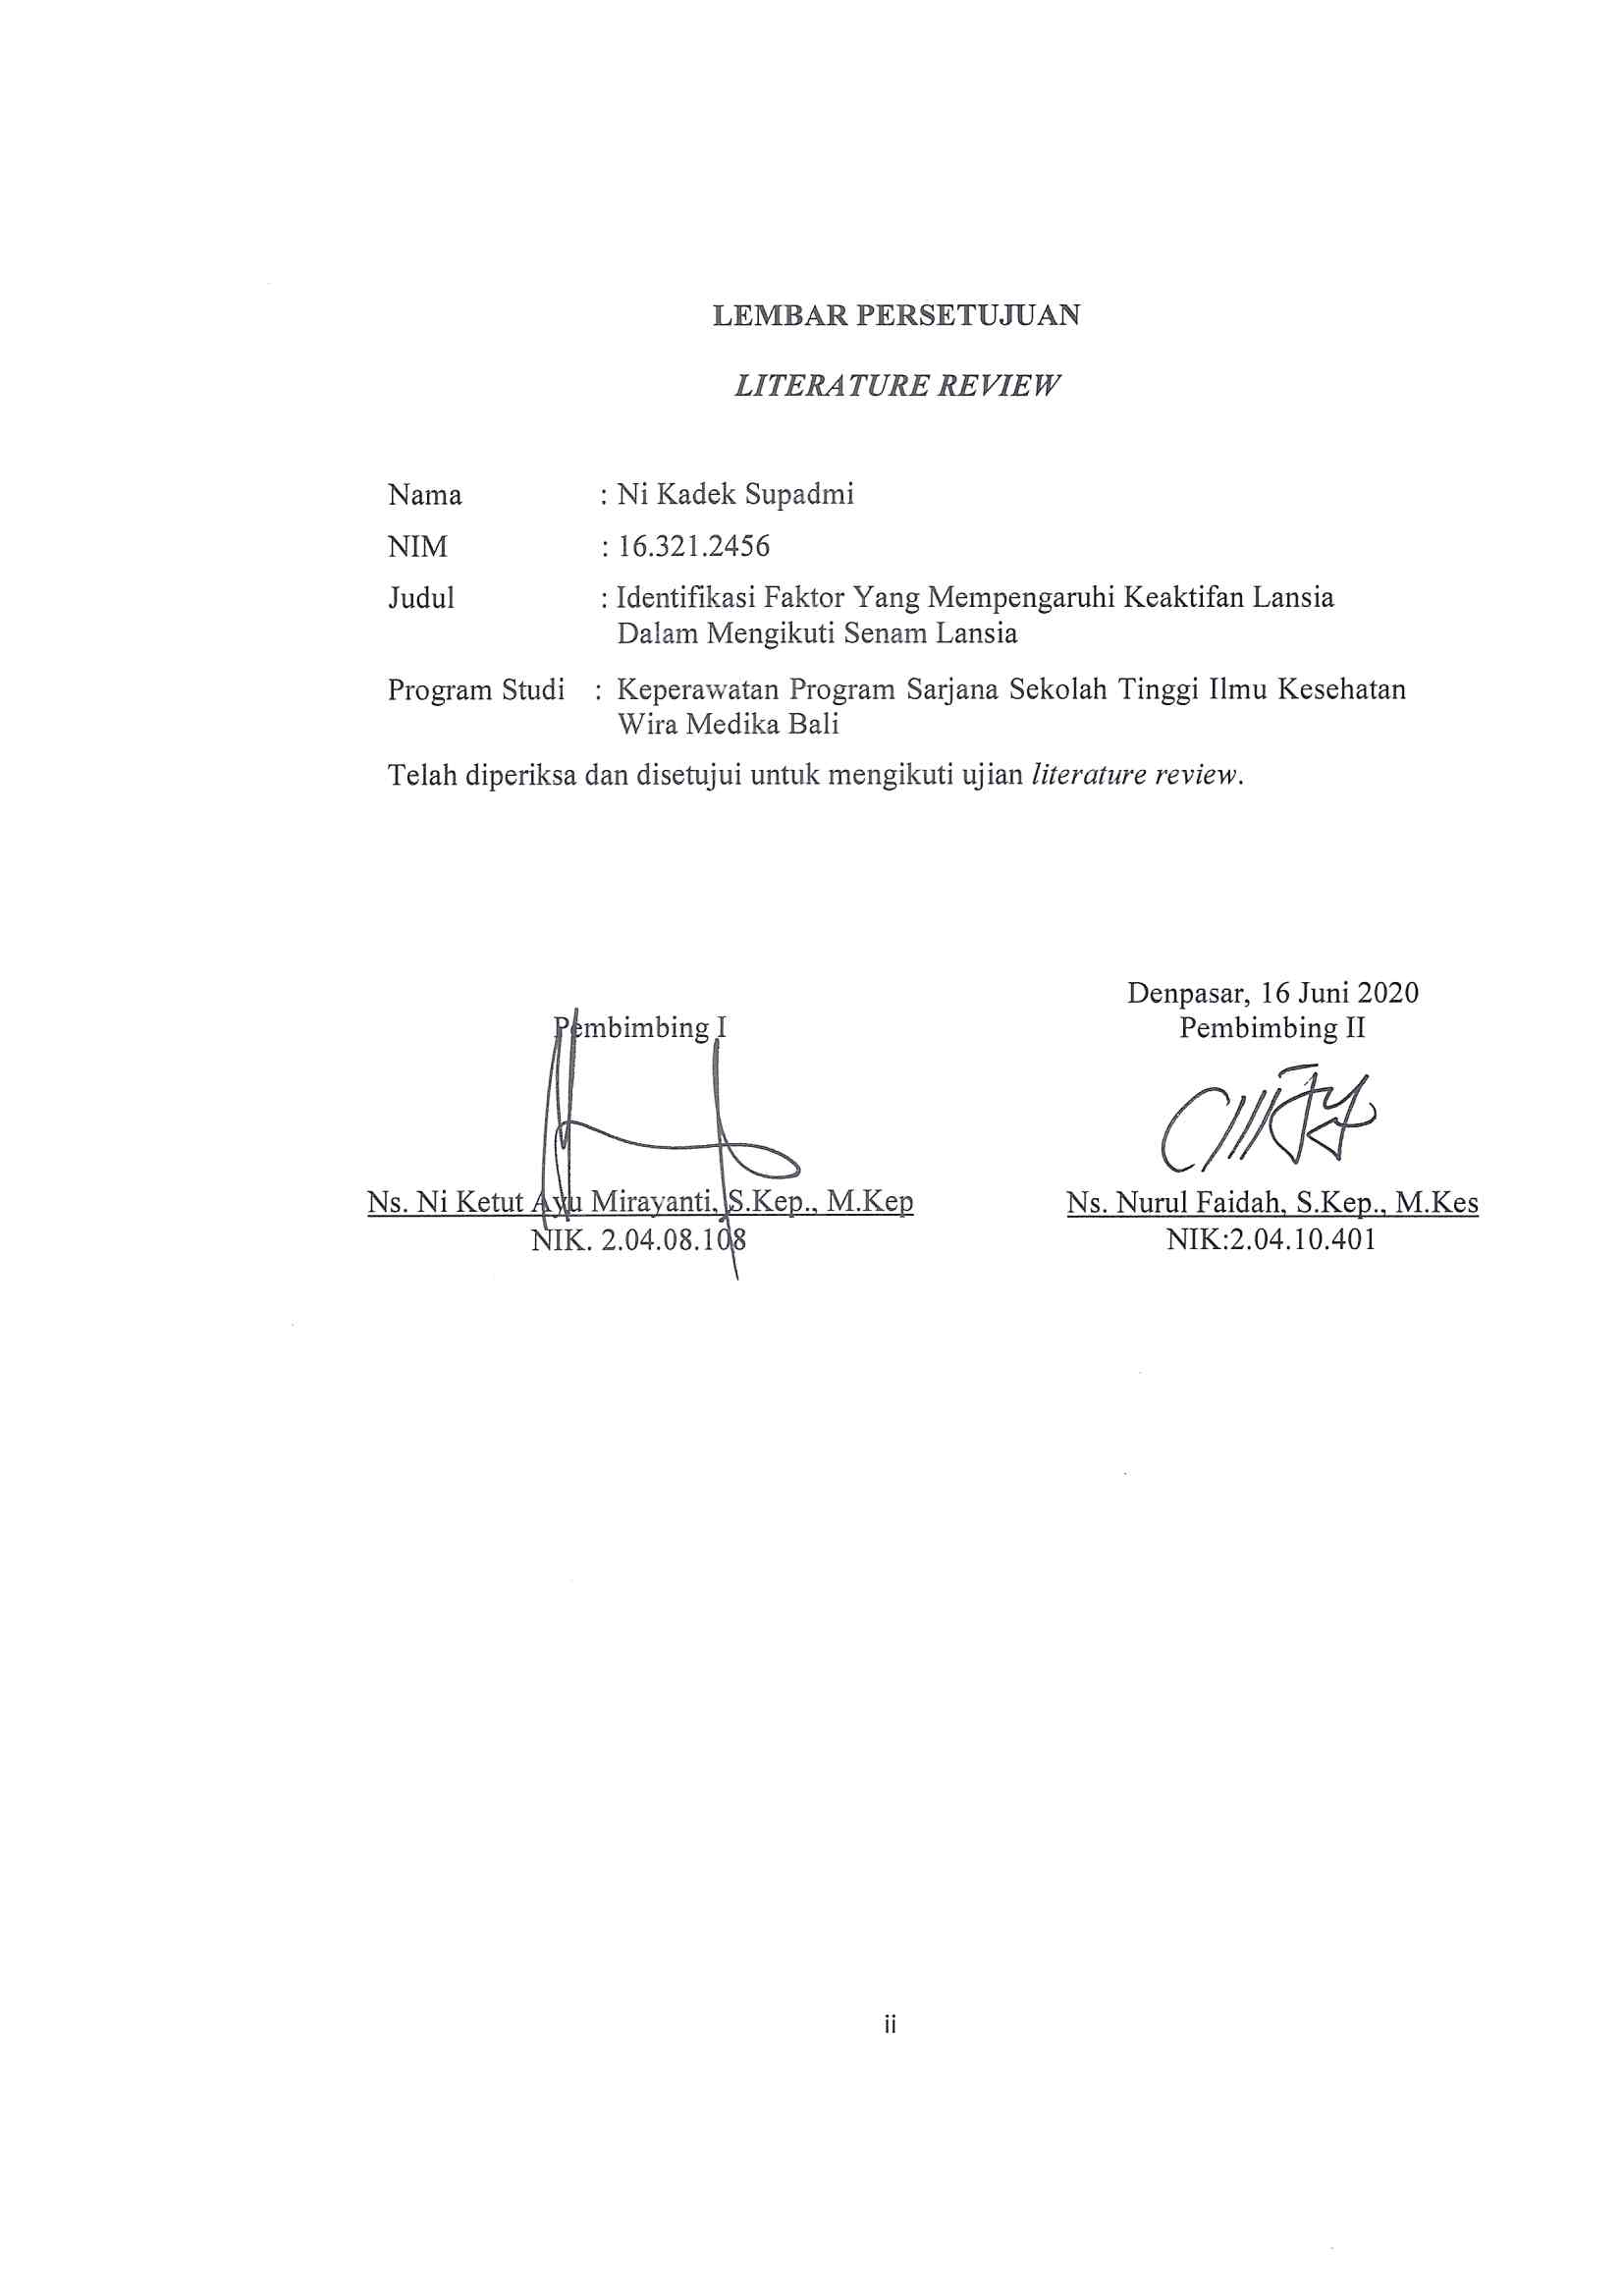 LEMBAR PERSETUJUAN
LITERATURE REVIEW
Nama : Ni Kadek Supadmi
NIM : 16.321.2456
Judul : Identifikasi Faktor Yang Mempengaruhi Keaktifan Lansia
Dalam Mengikuti Senam Lansia
Program Studi : Keperawatan Program Sarjana Sekolah Tinggi Ilmu Kesehatan
Wira Medika Bali
Telah diperiksa dan disetujui untuk mengikuti ujian literature review.
Denpasar, 16 Juni 2020
Pembimbing I Pembimbing II
Ns. Ni Ketut Ayu Mirayanti, S.Kep., M.Kep Ns. Nurul Faidah, S.Kep., M.Kes
NIK. 2.04.08.108 NIK:2.04.10.401
ii